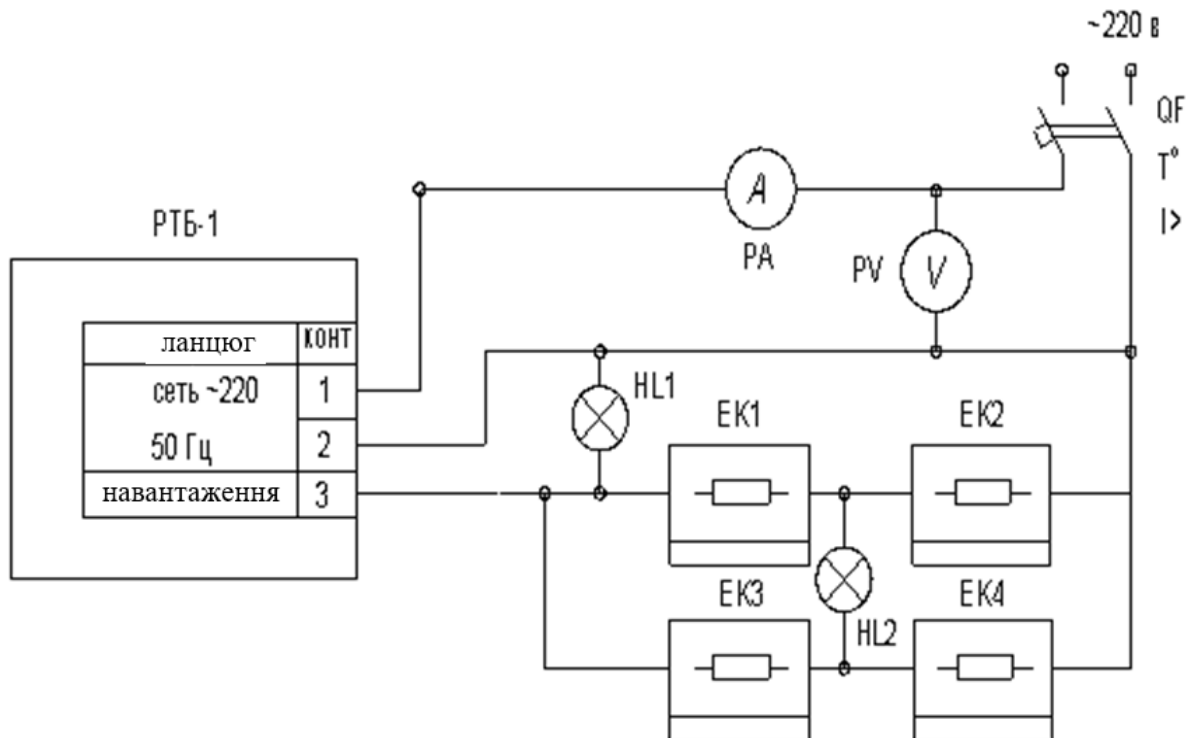 ~220 в
QF
T°
I>
A
PA
PV
V
РТБ-1
ланцюг
КОНТ
сеть ~220
1
50 Гц
2
навантаження
3
HL1
EK1
EK2
EK3
HL2
EK4